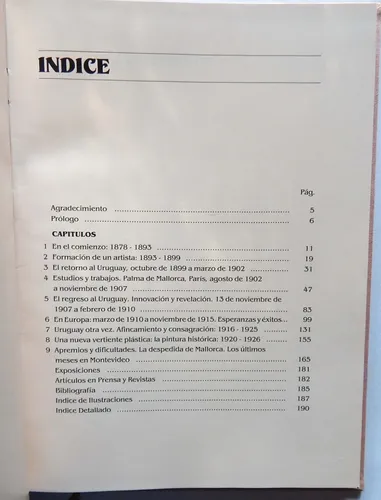 INDICE
Pág.
Agradecimiento 5
Prólogo 6
CAPITULOS
1 En el comienzo: 1878 - 1893 11
2 Formación de un artista: 1893 - 1899 19
3 El retorno al Uruguay, octubre de 1899 a marzo de 1902 31
4 Estudios y trabajos. Palma de Mallorca. París, agosto de 1902
a noviembre de 1907 47
5 El regreso al Uruguay. Innovación y revelación. 13 de noviembre
de 1907 a febrero de 1910 83
6 En Europa: marzo de 1910 a noviembre de 1915. Esperanzas y éxitos... 99
7 Uruguay otra vez. Afincamiento y consagración: 1916 - 1925 131
8 Una nueva vertiente plástica: la pintura histórica: 1920 - 1926 155
9 Apremios y dificultades. La despedida de Mallorca. Los últimos
meses en Montevideo 165
Exposiciones 181
Artículos en Prensa y Revistas 182
Bibliografía 185
Indice de Ilustraciones 187
Indice Detallado 190